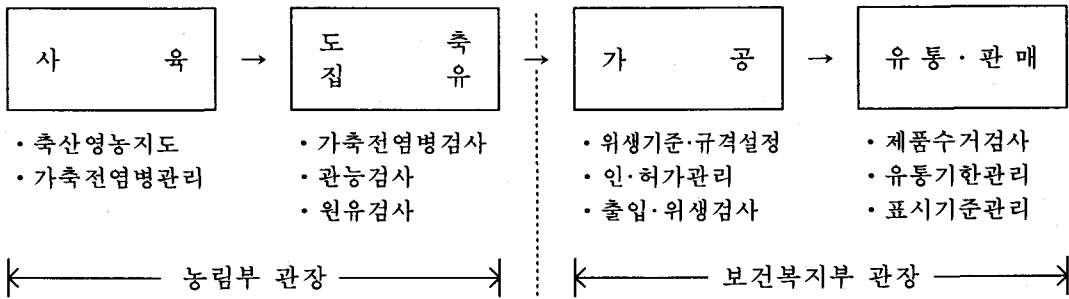 사 육 → 도 축 → 가 공 → 유통·판매
집 유
• 축산영농지도
• 가축전염병관리
• 가축전염병검사
• 관능검사
• 원유검사
• 위생기준·규격설정
• 인·허가관리
• 출입·위생검사
• 제품수거검사
• 유통기한관리
• 표시기준관리
농림부 관장
보건복지부 관장